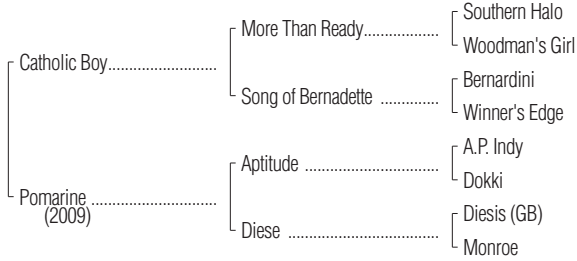 Southern Halo
More Than Ready..................
Woodman's Girl
Catholic Boy..........................
Bernardini
Song of Bernadette ..............
Winner's Edge
A.P. Indy
Aptitude ................................
Dokki
Pomarine ..............................
(2009)
Diesis (GB)
Diese ....................................
Monroe